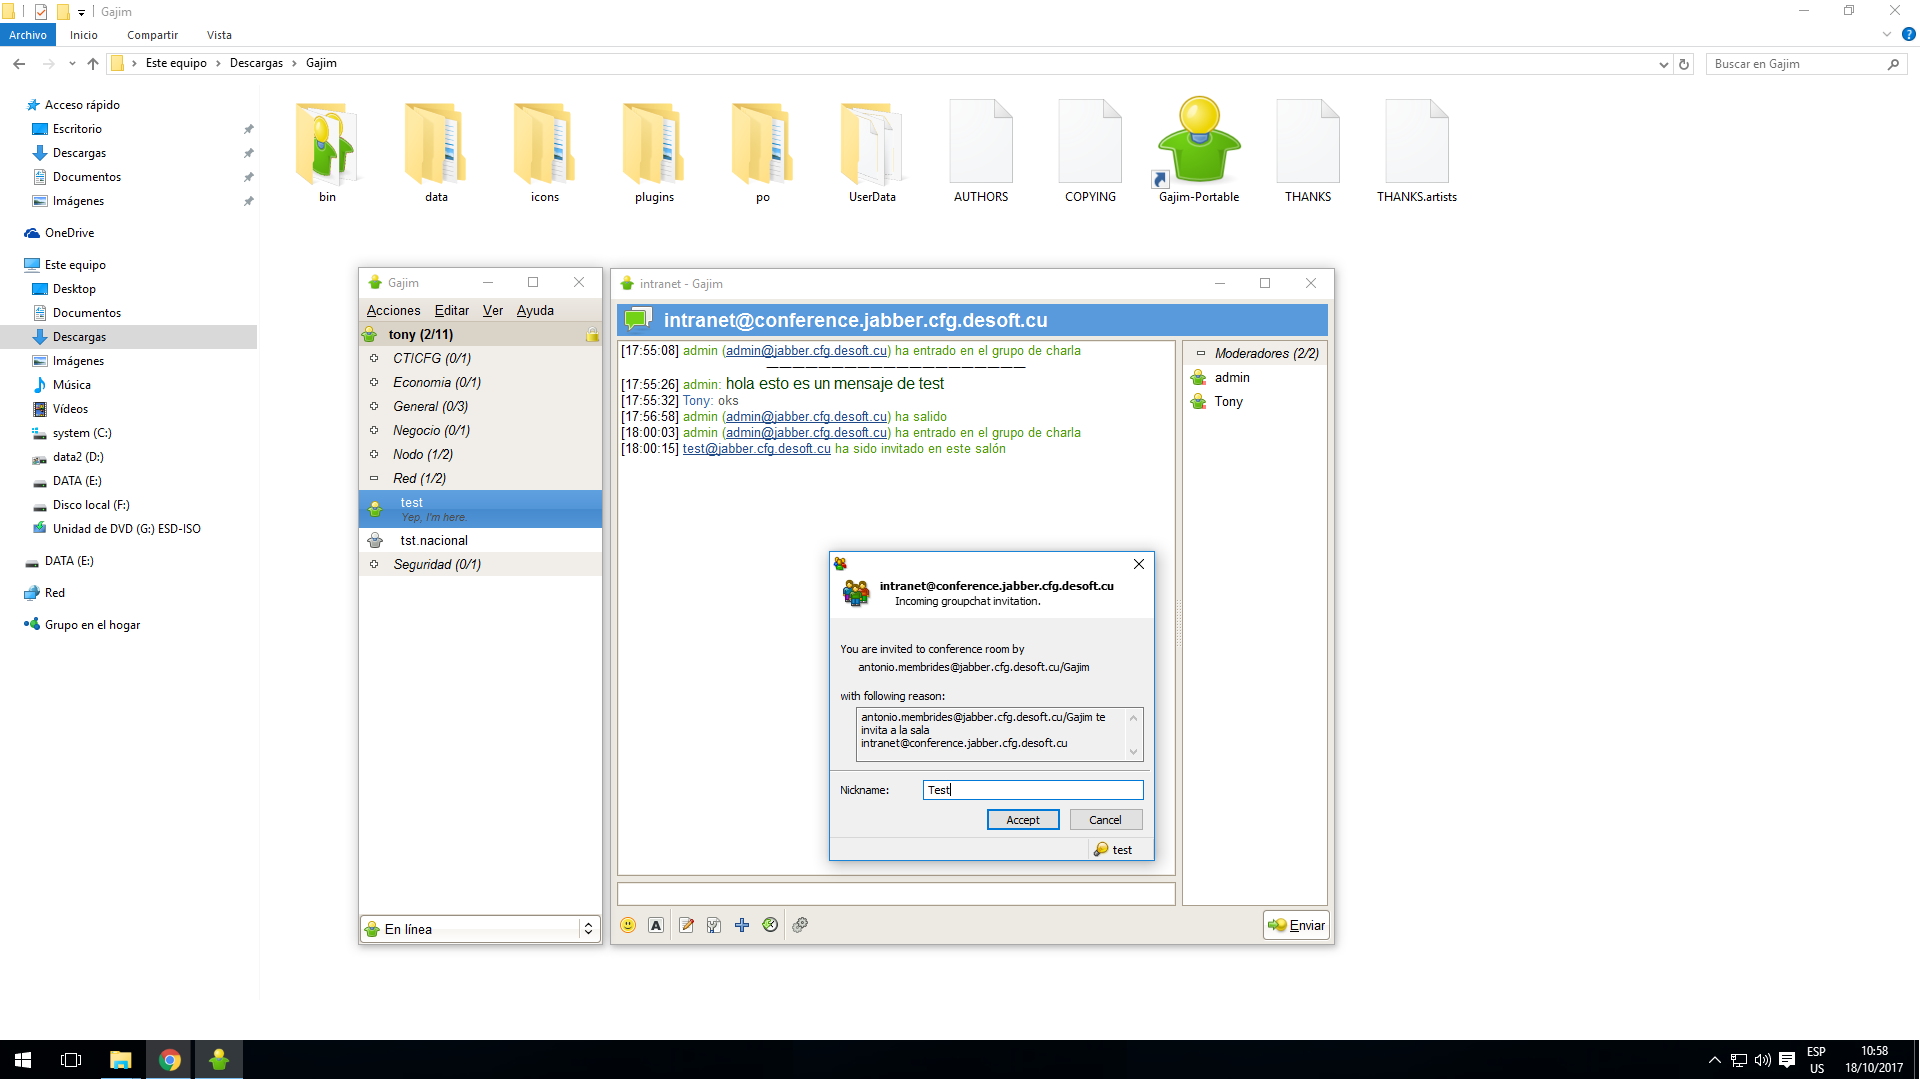 Gajim
Archivo
Inicio
Compartir
Vista
Este equipo
Descargas
Gajim
Buscar en Gajim
Acceso rápido
Escritorio
Descargas
Documentos
Imágenes
OneDrive
Este equipo
Desktop
Documentos
Descargas
Imágenes
Música
Vídeos
system (C:)
data2 (D:)
DATA (E:)
Disco local (F:)
Unidad de DVD (G:) ESD-ISO
DATA (E:)
Red
Grupo en el hogar
bin
data
icons
plugins
po
UserData
AUTHORS
COPYING
Gajim-Portable
THANKS
THANKS.artists
Gajim
Acciones Editar Ver Ayuda
tony (2/11)
CTICFG (0/1)
Economia (0/1)
General (0/3)
Negocio (0/1)
Nodo (1/2)
Red (1/2)
test
Yep, I'm here.
tst.nacional
Seguridad (0/1)
En línea
intranet - Gajim
intranet@conference.jabber.cfg.desoft.cu
[17:55:08] admin (admin@jabber.cfg.desoft.cu) ha entrado en el grupo de charla
[17:55:26] admin: hola esto es un mensaje de test
[17:55:32] Tony: oks
[17:56:58] admin (admin@jabber.cfg.desoft.cu) ha salido
[18:00:03] admin (admin@jabber.cfg.desoft.cu) ha entrado en el grupo de charla
[18:00:15] test@jabber.cfg.desoft.cu ha sido invitado en este salón
Moderadores (2/2)
admin
Tony
intranet@conference.jabber.cfg.desoft.cu
Incoming groupchat invitation.
You are invited to conference room by
antonio.membrides@jabber.cfg.desoft.cu/Gajim
with following reason:
antonio.membrides@jabber.cfg.desoft.cu/Gajim te
invita a la sala
intranet@conference.jabber.cfg.desoft.cu
Nickname: Test
Accept Cancel
test
A
Enviar
ESP
US
10:58
18/10/2017